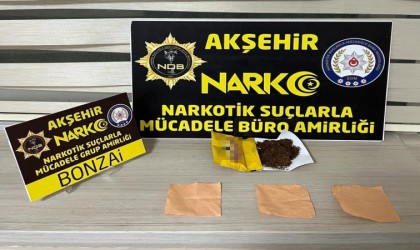 AKŞEHİR
NDB
NARKO
NARKOTİK SUÇLARLA
MÜCADELE BÜRO AMİRLİĞİ
AKŞEHİR
NARKO
NARKOTİK SUÇLARLA
MÜCADELE GRUP AMİRLİĞİ
BONZAİ